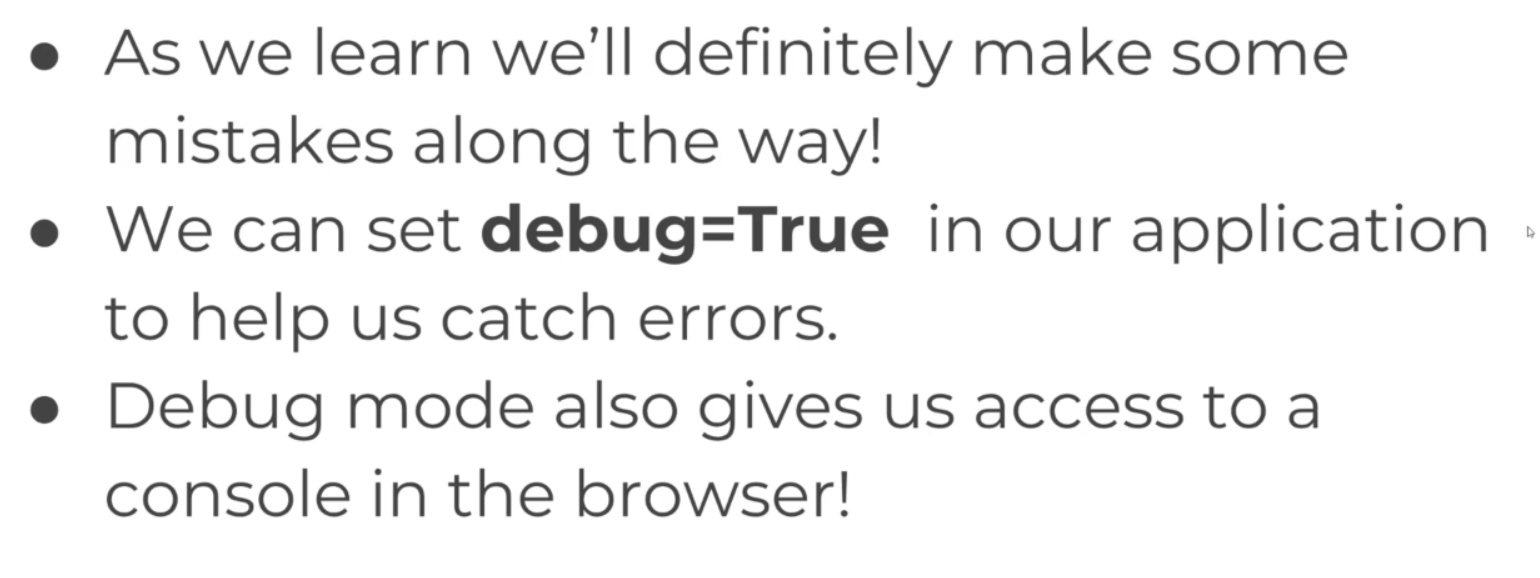 ● As we learn we’ll definitely make some
mistakes along the way!
● We can set debug=True in our application
to help us catch errors.
● Debug mode also gives us access to a
console in the browser!